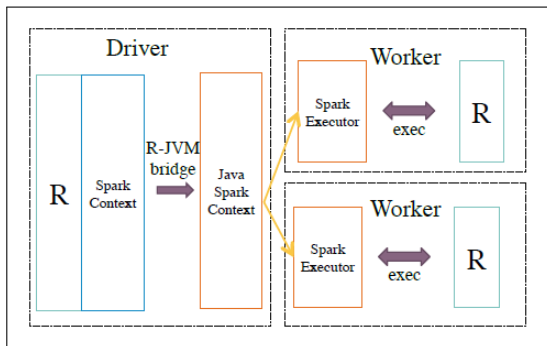 Driver
R
Spark
Context
R-JVM
bridge
Java
Spark
Context
Worker
Spark
Executor
exec
R
Worker
Spark
Executor
exec
R